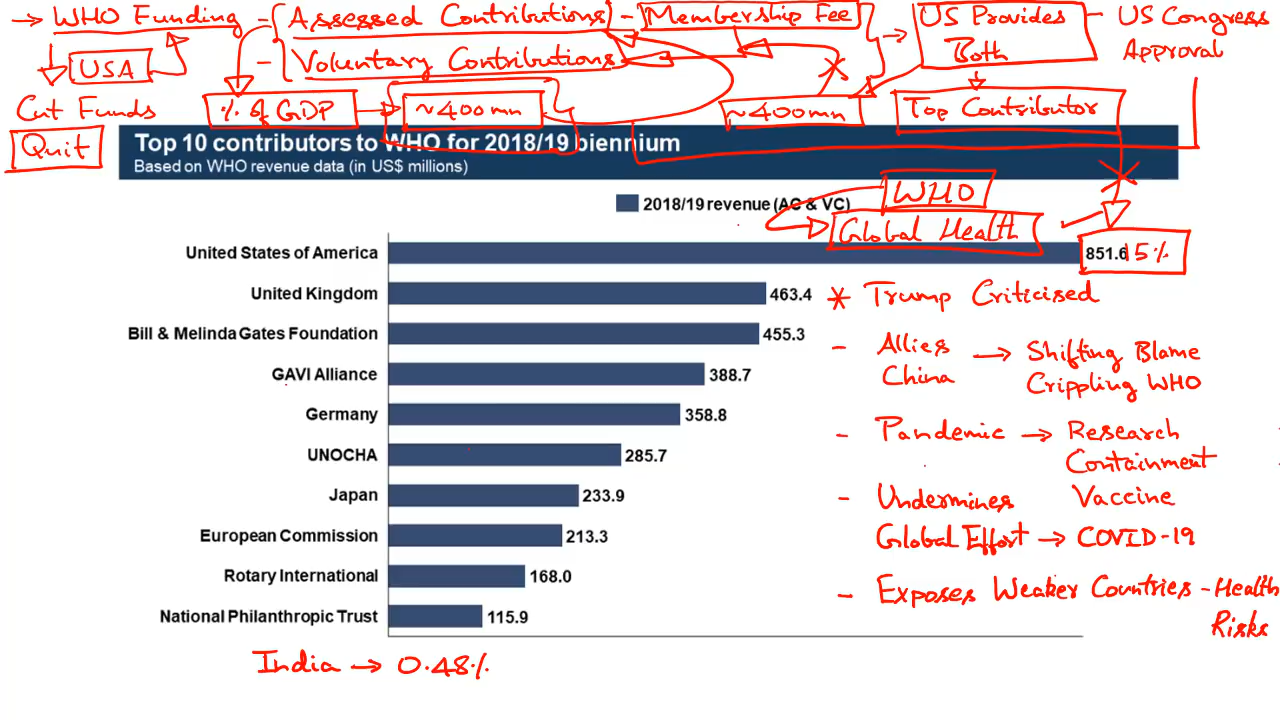 → WHO Funding - Assessed Contributions - Membership Fee → US Provides Both - US Congress Approval
- Voluntary Contributions
USA
Cut Funds
% of GDP → ~400mn
~400mn
Top Contributor
Quit
Top 10 contributors to WHO for 2018/19 biennium
Based on WHO revenue data (in US$ millions)
WHO
2018/19 revenue (AC & VC)
Global Health
United States of America 851.6 15%
United Kingdom 463.4
* Trump Criticised
Bill & Melinda Gates Foundation 455.3
- Allies → Shifting Blame
China Crippling WHO
GAVI Alliance 388.7
Germany 358.8
- Pandemic → Research
Containment
Vaccine
UNOCHA 285.7
Japan 233.9
- Undermines
Global Effort → COVID-19
European Commission 213.3
Rotary International 168.0
- Exposes Weaker Countries - Health
Risks
National Philanthropic Trust 115.9
India → 0.48%